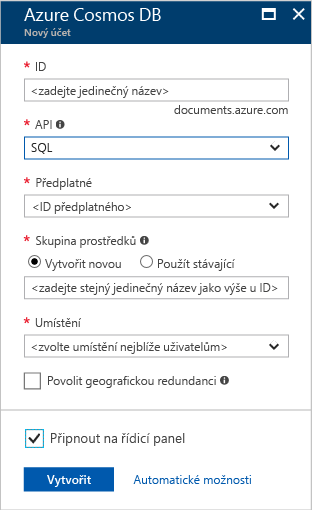 Azure Cosmos DB
Nový účet
* ID
<zadejte jedinečný název>
documents.azure.com
* API
SQL
* Předplatné
<ID předplatného>
* Skupina prostředků
Vytvořit novou Použít stávající
<zadejte stejný jedinečný název jako výše u ID>
* Umístění
<zvolte umístění nejblíže uživatelům>
Povolit geografickou redundanci
Připnout na řídicí panel
Vytvořit Automatické možnosti